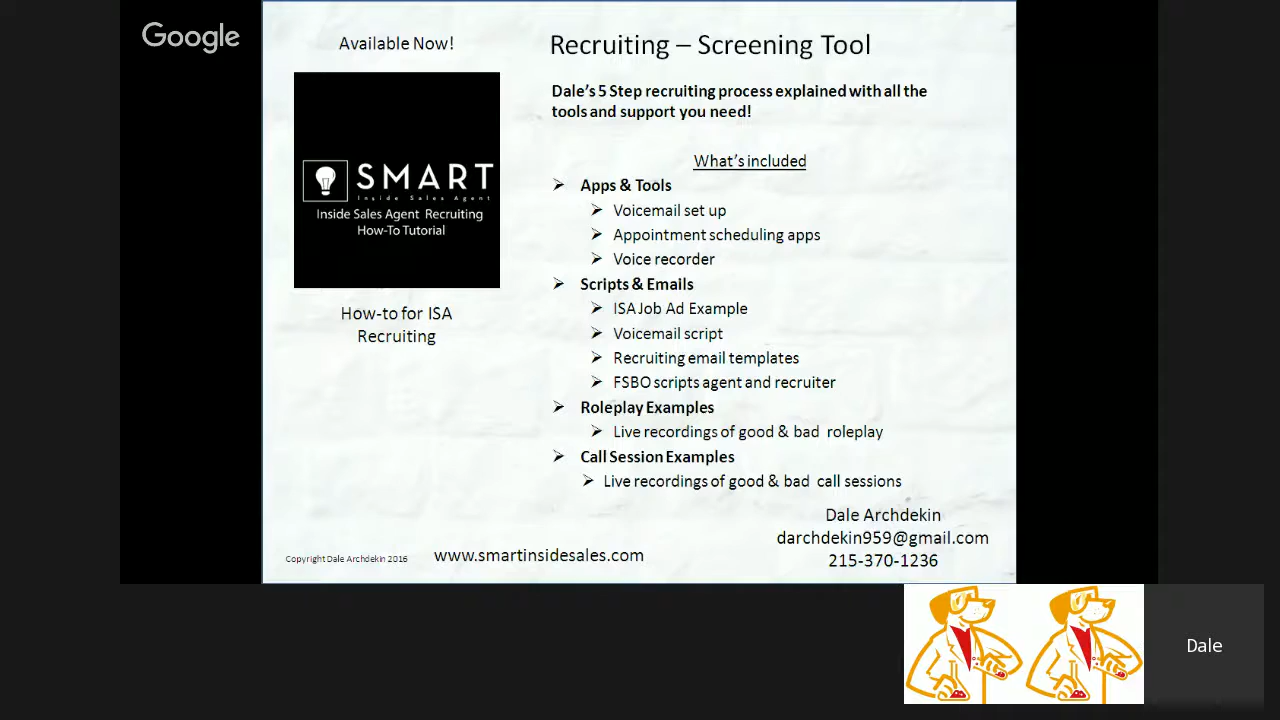 Google
Available Now!
SMART
Inside Sales Agent
Inside Sales Agent Recruiting
How-To Tutorial
How-to for ISA
Recruiting
Recruiting – Screening Tool
Dale's 5 Step recruiting process explained with all the
tools and support you need!
What's included
Apps & Tools
Voicemail set up
Appointment scheduling apps
Voice recorder
Scripts & Emails
ISA Job Ad Example
Voicemail script
Recruiting email templates
FSBO scripts agent and recruiter
Roleplay Examples
Live recordings of good & bad roleplay
Call Session Examples
Live recordings of good & bad call sessions
Dale Archdekin
darchdekin959@gmail.com
215-370-1236
Copyright Dale Archdekin 2016
www.smartinsidesales.com
Dale